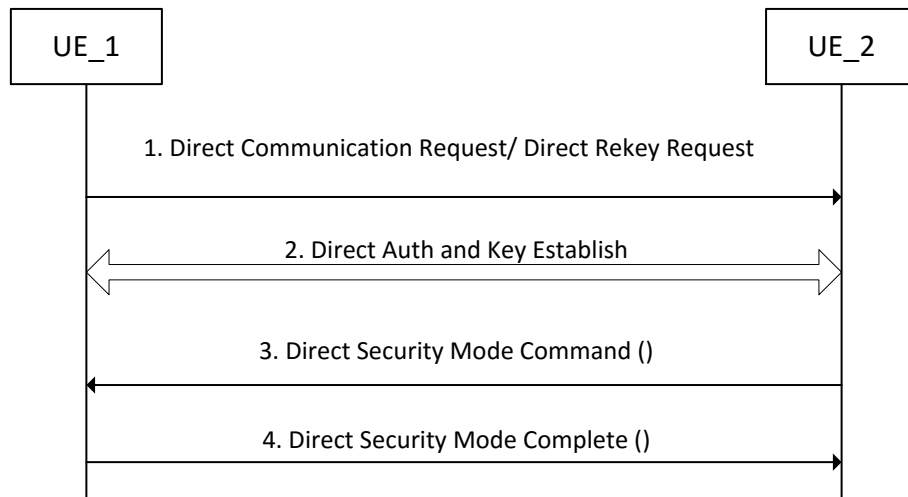 UE_1
UE_2
1. Direct Communication Request/ Direct Rekey Request
2. Direct Auth and Key Establish
3. Direct Security Mode Command ()
4. Direct Security Mode Complete ()